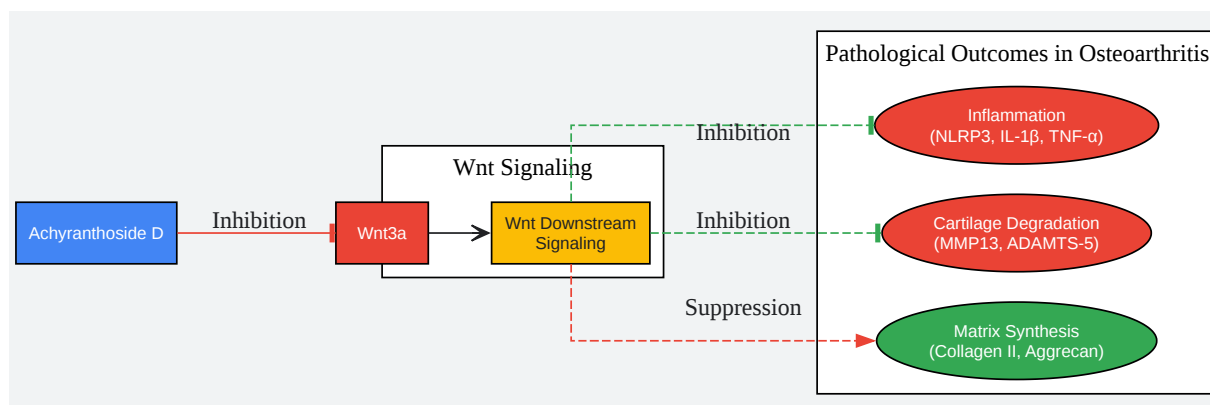 Pathological Outcomes in Osteoarthritis
Inflammation
(NLRP3, IL-1β, TNF-α)
Inhibition
Wnt Signaling
Achyranthoside D
Inhibition
Wnt3a
Wnt Downstream
Signaling
Inhibition
Cartilage Degradation
(MMP13, ADAMTS-5)
Suppression
Matrix Synthesis
(Collagen II, Aggrecan)